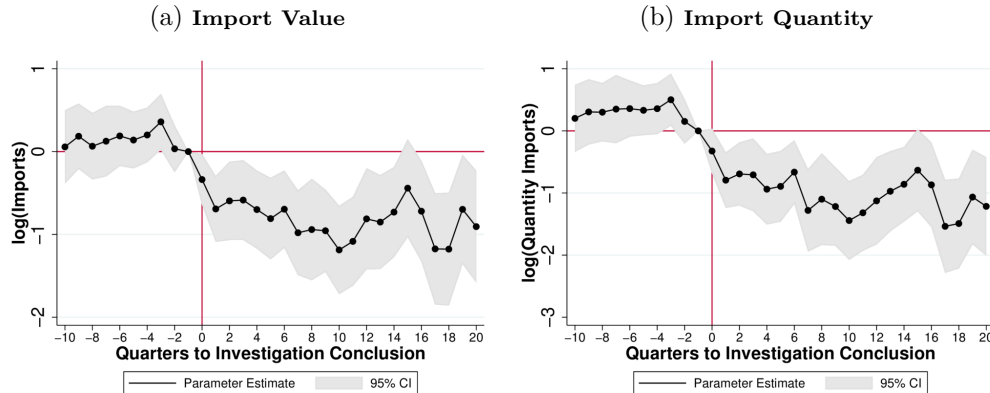 (a) Import Value
log(Imports)
1
0
−1
−2
−10 −8 −6 −4 −2 0 2 4 6 8 10 12 14 16 18 20
Quarters to Investigation Conclusion
Parameter Estimate 95% CI
(b) Import Quantity
log(Quantity Imports)
1
0
−1
−2
−3
−10 −8 −6 −4 −2 0 2 4 6 8 10 12 14 16 18 20
Quarters to Investigation Conclusion
Parameter Estimate 95% CI